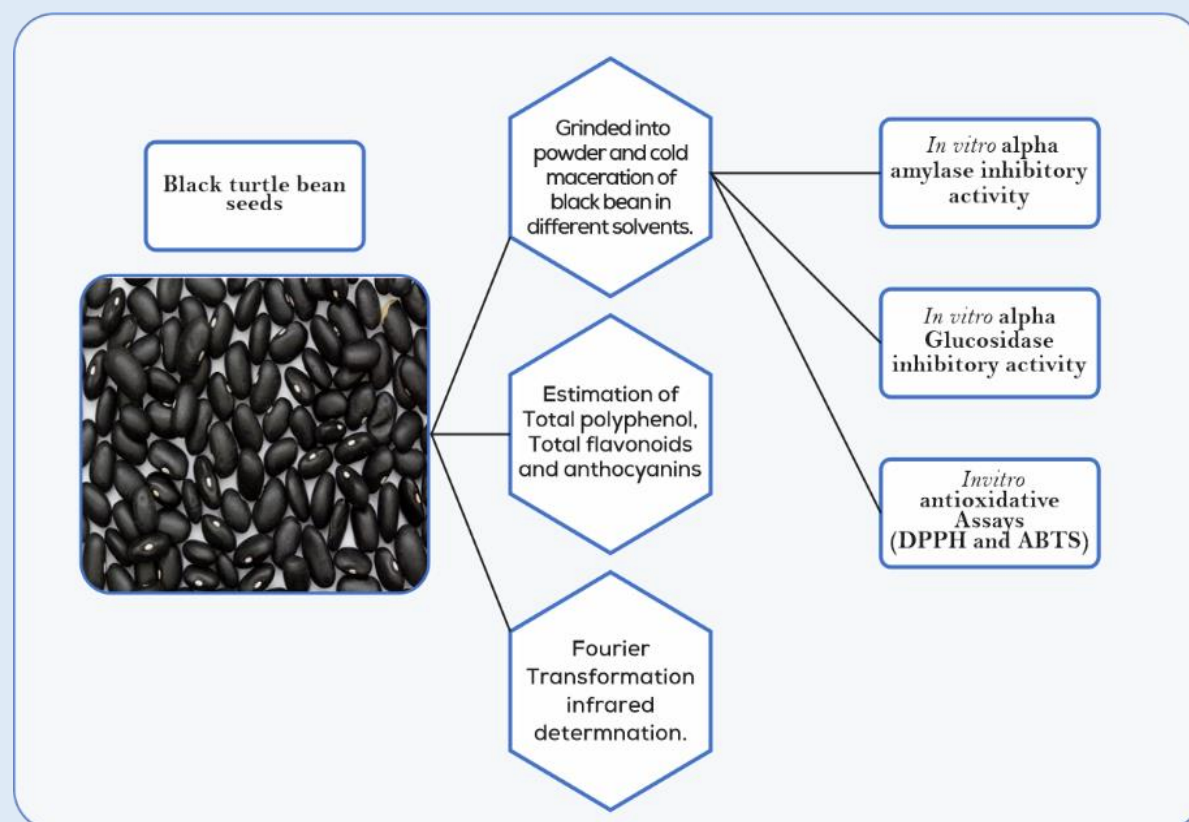 Black turtle bean
seeds
Grinded into
powder and cold
maceration of
black bean in
different solvents.
Estimation of
Total polyphenol,
Total flavonoids
and anthocyanins
Fourier
Transformation
infrared
determnation.
In vitro alpha
amylase inhibitory
activity
In vitro alpha
Glucosidase
inhibitory activity
Invitro
antioxidative
Assays
(DPPH and ABTS)